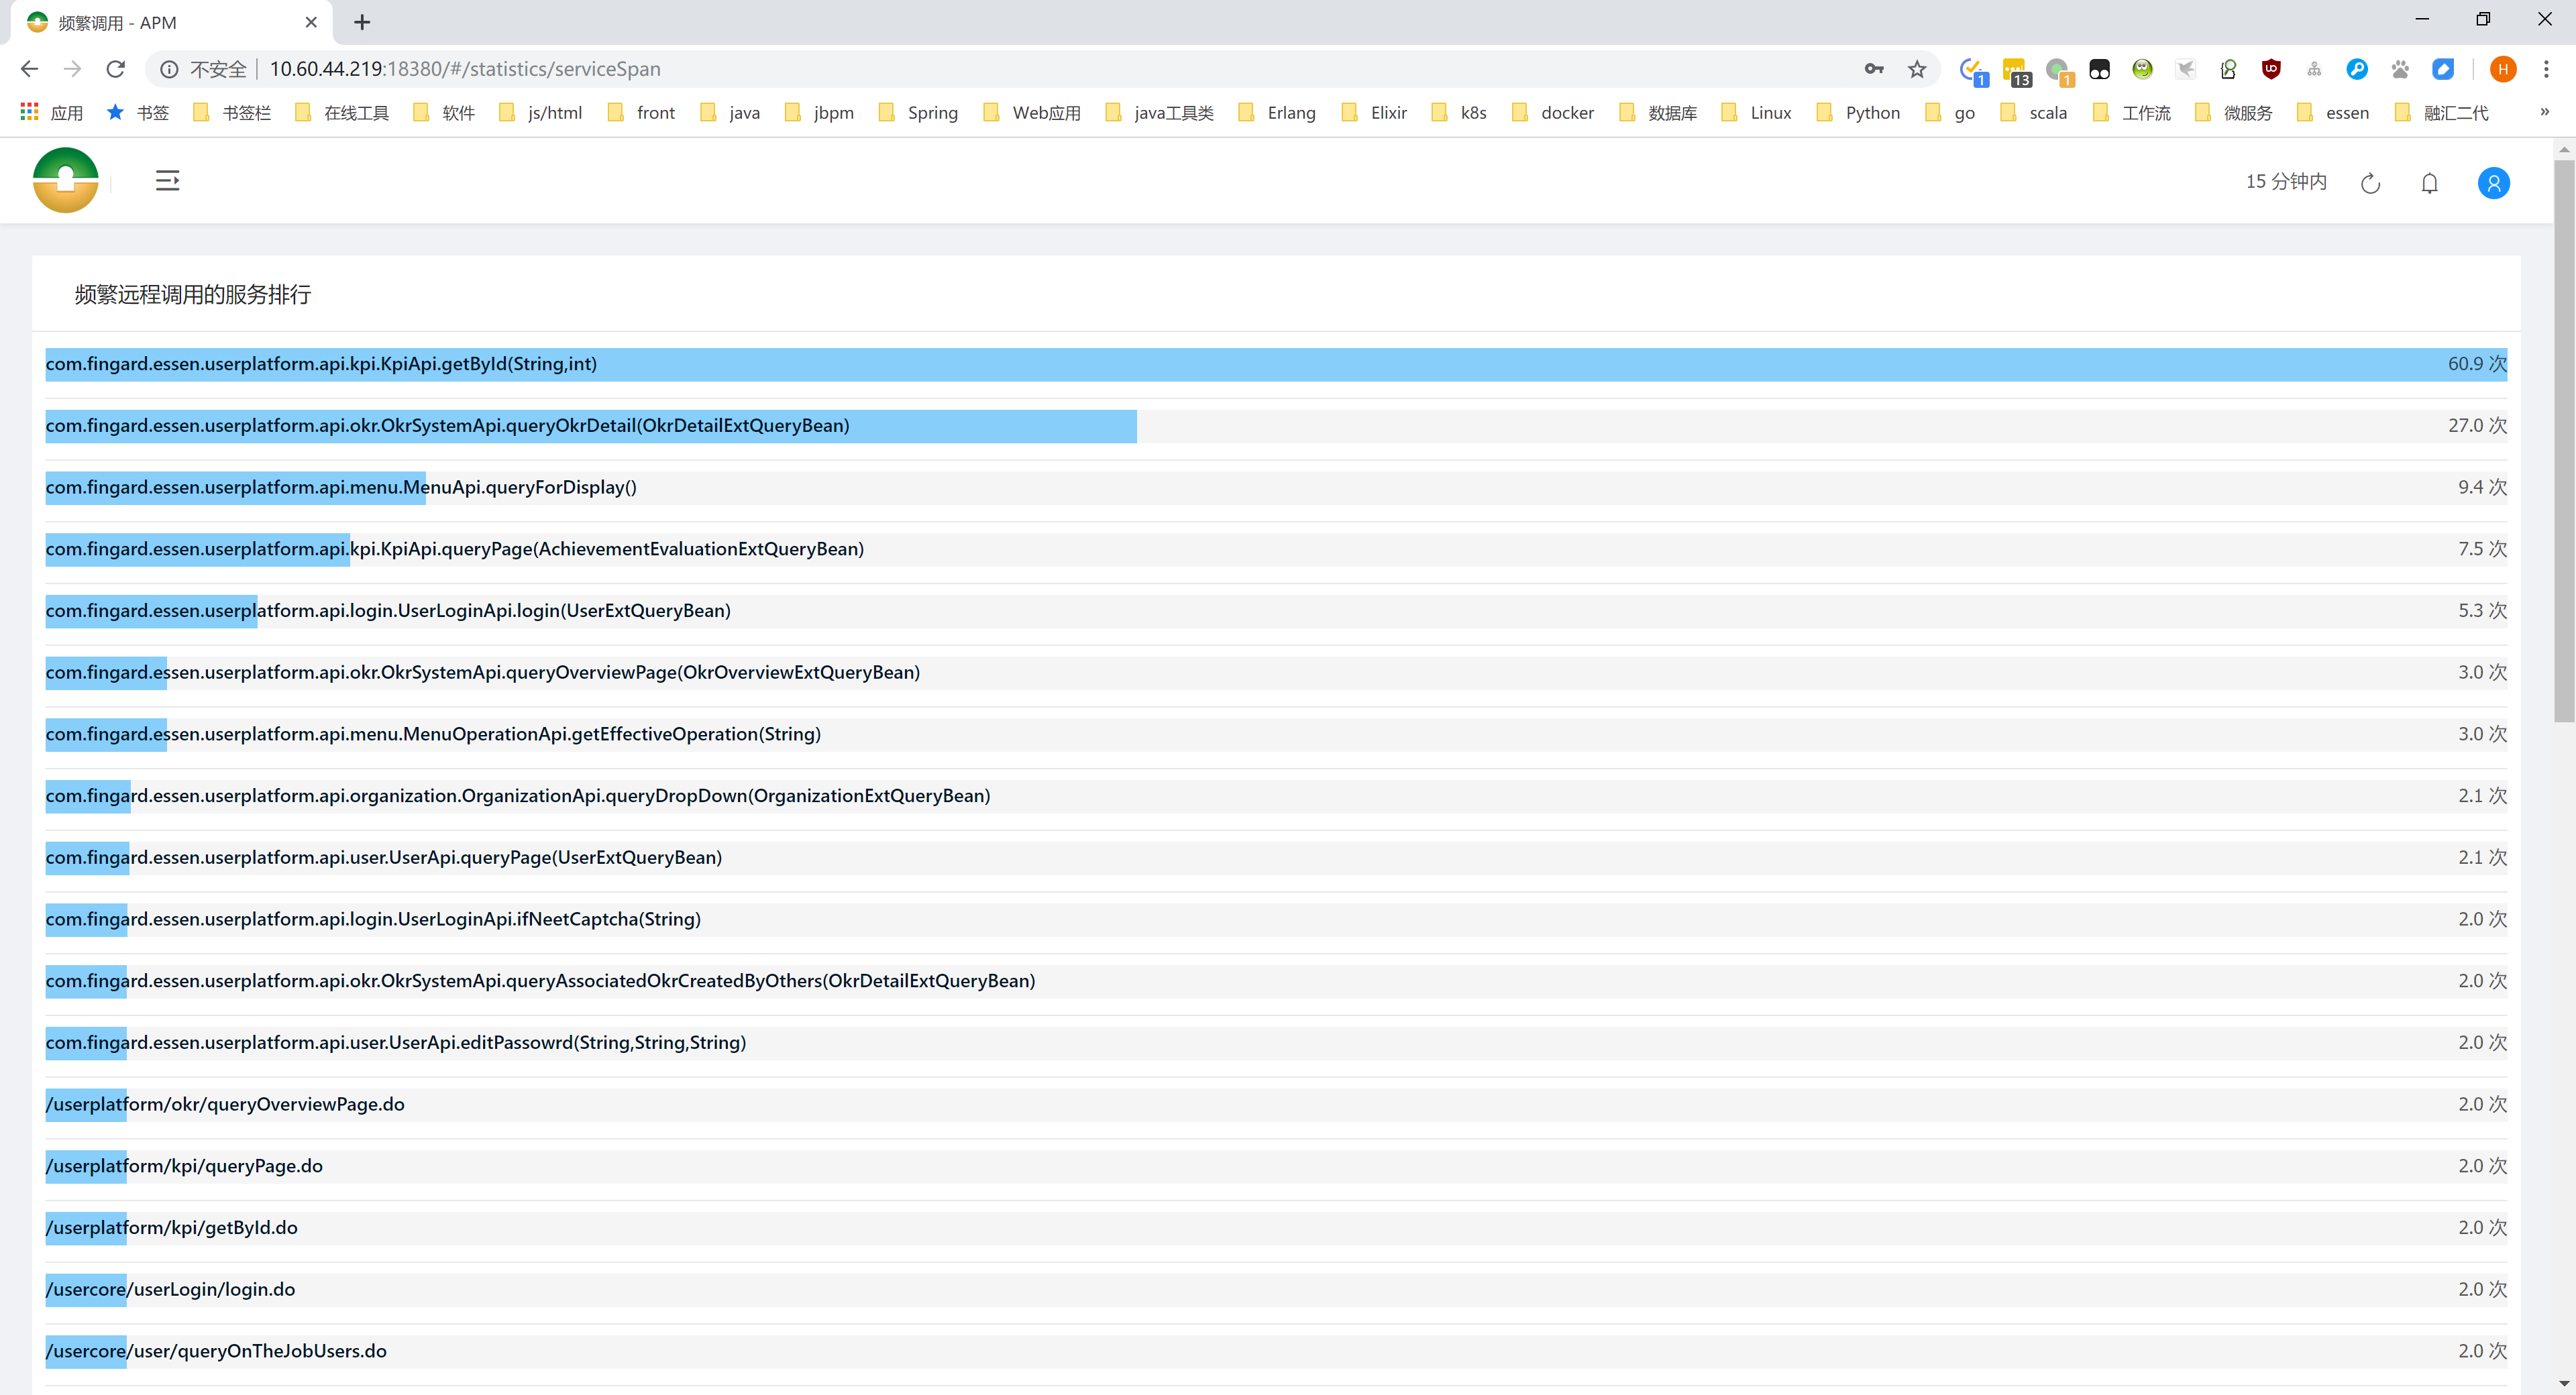 频繁调用 - APM
不安全 10.60.44.219:18380/#/statistics/serviceSpan 1 13 1 H
应用 书签 书签栏 在线工具 软件 js/html front java jbpm Spring Web应用 java工具类 Erlang Elixir k8s docker 数据库 Linux Python go scala 工作流 微服务 essen 融汇二代 »
15 分钟内
频繁远程调用的服务排行
com.fingard.essen.userplatform.api.kpi.KpiApi.getById(String,int) 60.9 次
com.fingard.essen.userplatform.api.okr.OkrSystemApi.queryOkrDetail(OkrDetailExtQueryBean) 27.0 次
com.fingard.essen.userplatform.api.menu.MenuApi.queryForDisplay() 9.4 次
com.fingard.essen.userplatform.api.kpi.KpiApi.queryPage(AchievementEvaluationExtQueryBean) 7.5 次
com.fingard.essen.userplatform.api.login.UserLoginApi.login(UserExtQueryBean) 5.3 次
com.fingard.essen.userplatform.api.okr.OkrSystemApi.queryOverviewPage(OkrOverviewExtQueryBean) 3.0 次
com.fingard.essen.userplatform.api.menu.MenuOperationApi.getEffectiveOperation(String) 3.0 次
com.fingard.essen.userplatform.api.organization.OrganizationApi.queryDropDown(OrganizationExtQueryBean) 2.1 次
com.fingard.essen.userplatform.api.user.UserApi.queryPage(UserExtQueryBean) 2.1 次
com.fingard.essen.userplatform.api.login.UserLoginApi.ifNeetCaptcha(String) 2.0 次
com.fingard.essen.userplatform.api.okr.OkrSystemApi.queryAssociatedOkrCreatedByOthers(OkrDetailExtQueryBean) 2.0 次
com.fingard.essen.userplatform.api.user.UserApi.editPassowrd(String,String,String) 2.0 次
/userplatform/okr/queryOverviewPage.do 2.0 次
/userplatform/kpi/queryPage.do 2.0 次
/userplatform/kpi/getById.do 2.0 次
/usercore/userLogin/login.do 2.0 次
/usercore/user/queryOnTheJobUsers.do 2.0 次